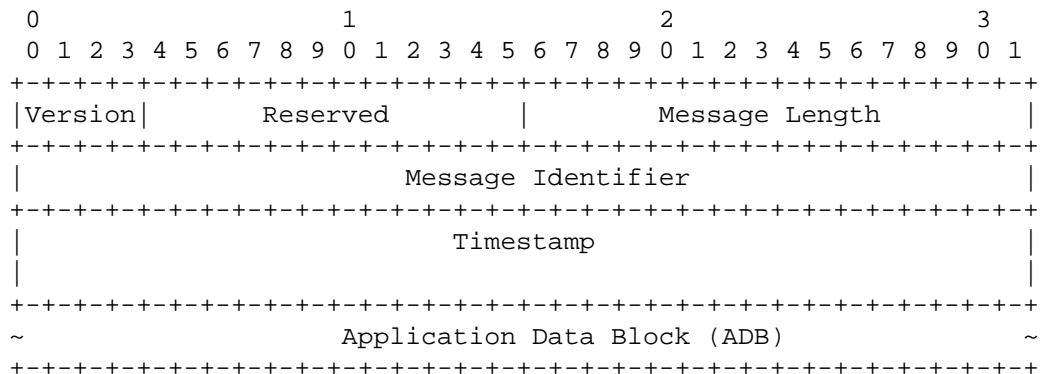 0                   1                   2                   3
 0 1 2 3 4 5 6 7 8 9 0 1 2 3 4 5 6 7 8 9 0 1 2 3 4 5 6 7 8 9 0 1
+-+-+-+-+-+-+-+-+-+-+-+-+-+-+-+-+-+-+-+-+-+-+-+-+-+-+-+-+-+-+-+-+
|Version|       Reserved        |        Message Length         |
+-+-+-+-+-+-+-+-+-+-+-+-+-+-+-+-+-+-+-+-+-+-+-+-+-+-+-+-+-+-+-+-+
|                        Message Identifier                     |
+-+-+-+-+-+-+-+-+-+-+-+-+-+-+-+-+-+-+-+-+-+-+-+-+-+-+-+-+-+-+-+-+
|                           Timestamp                           |
|                                                               |
+-+-+-+-+-+-+-+-+-+-+-+-+-+-+-+-+-+-+-+-+-+-+-+-+-+-+-+-+-+-+-+-+
~                    Application Data Block (ADB)               ~
+-+-+-+-+-+-+-+-+-+-+-+-+-+-+-+-+-+-+-+-+-+-+-+-+-+-+-+-+-+-+-+-+